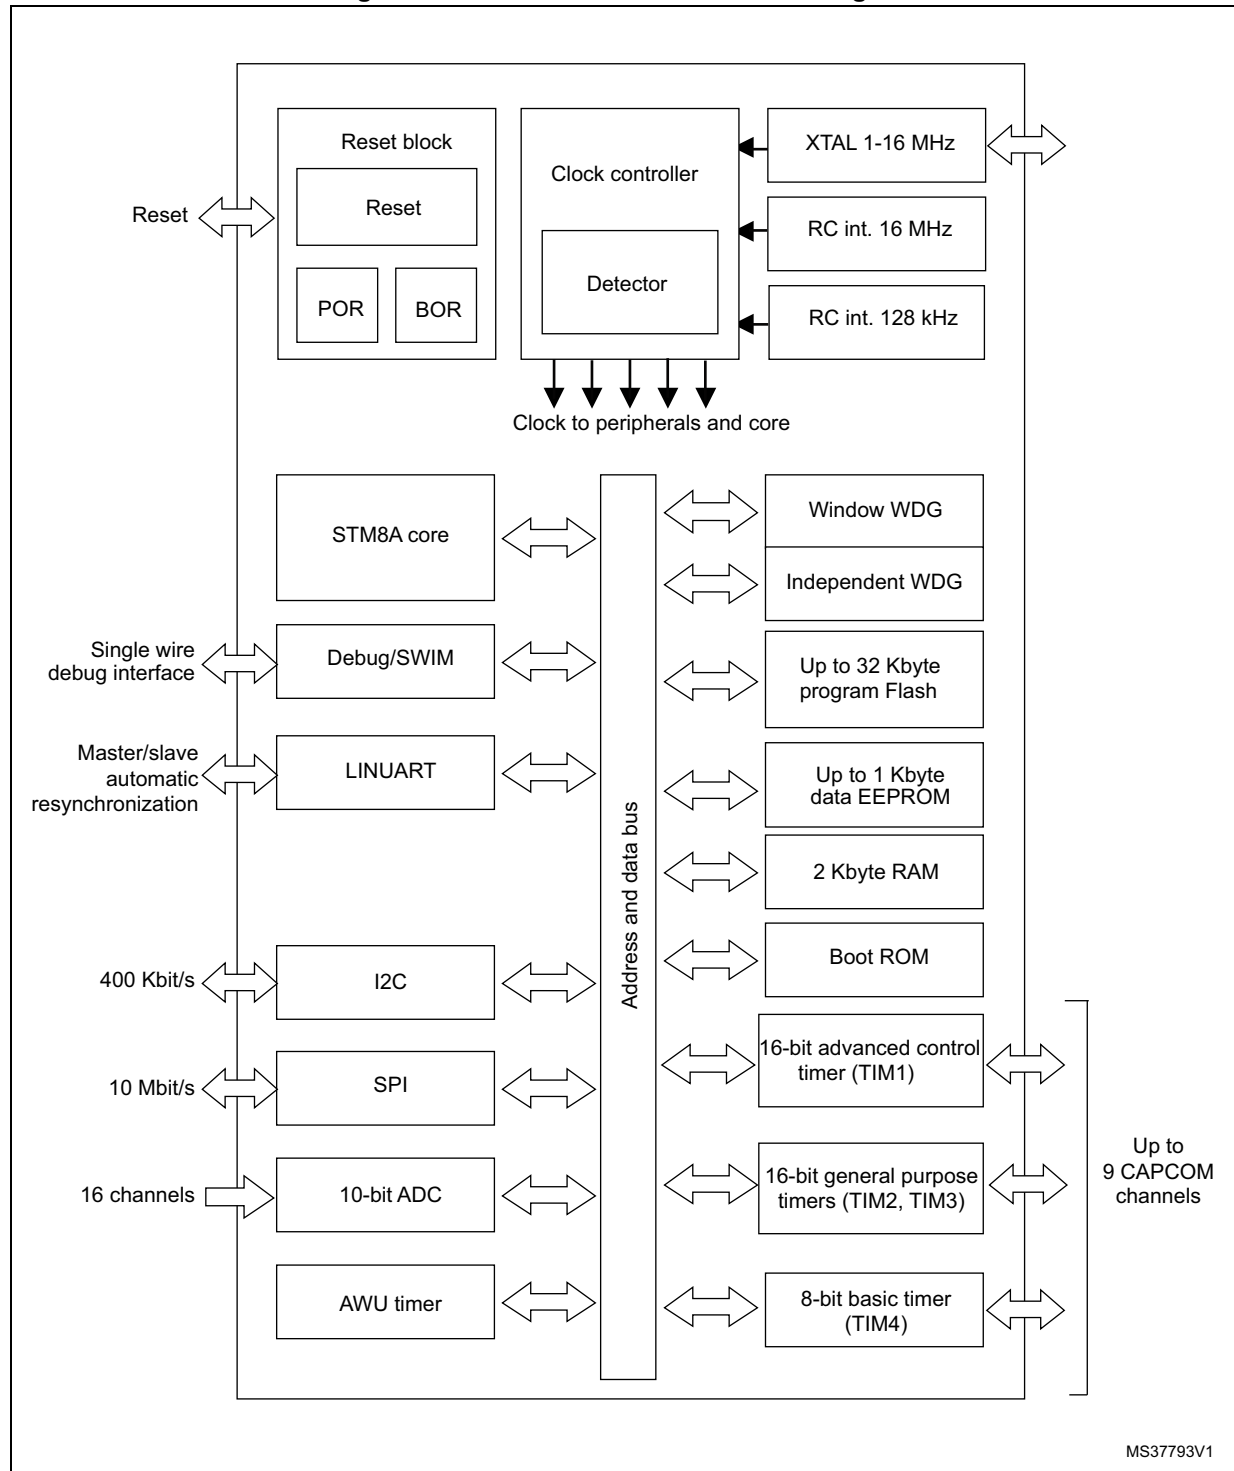 Reset block
Reset
POR
BOR
Reset
Clock controller
Detector
XTAL 1-16 MHz
RC int. 16 MHz
RC int. 128 kHz
Clock to peripherals and core
STM8A core
Single wire
debug interface
Debug/SWIM
Master/slave
automatic
resynchronization
LINUART
400 Kbit/s
I2C
10 Mbit/s
SPI
16 channels
10-bit ADC
AWU timer
Address and data bus
Window WDG
Independent WDG
Up to 32 Kbyte
program Flash
Up to 1 Kbyte
data EEPROM
2 Kbyte RAM
Boot ROM
16-bit advanced control
timer (TIM1)
16-bit general purpose
timers (TIM2, TIM3)
8-bit basic timer
(TIM4)
Up to
9 CAPCOM
channels
MS37793V1